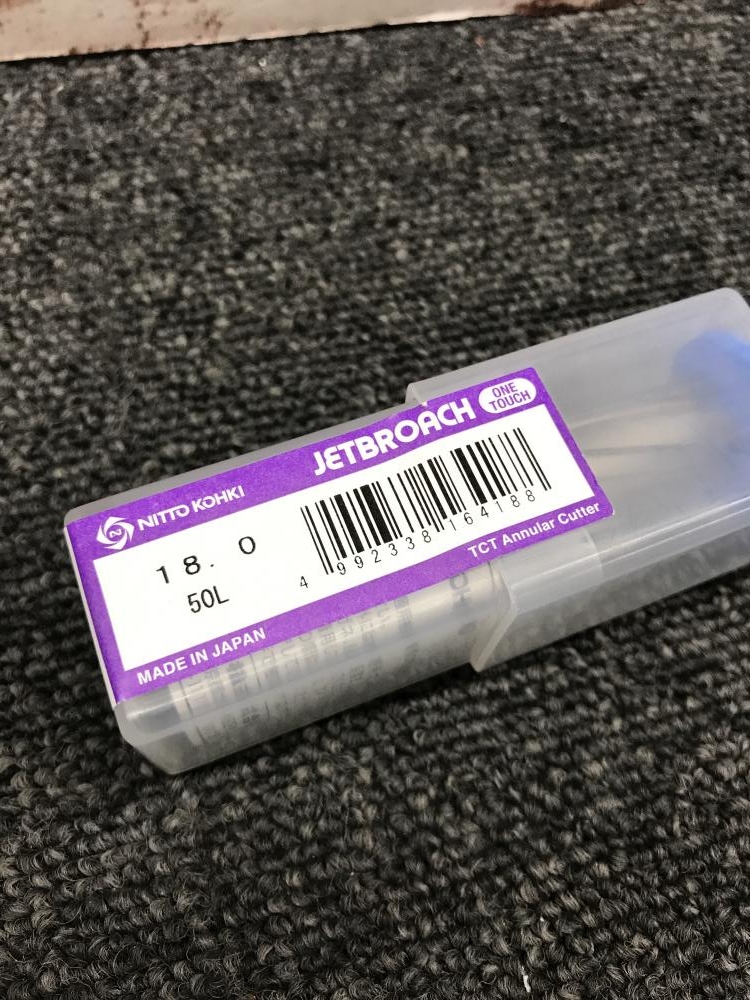 JETBROACH
ONE
TOUCH
NITTO KOHKI
18.0
50L
4 992338 164188
TCT Annular Cutter
MADE IN JAPAN